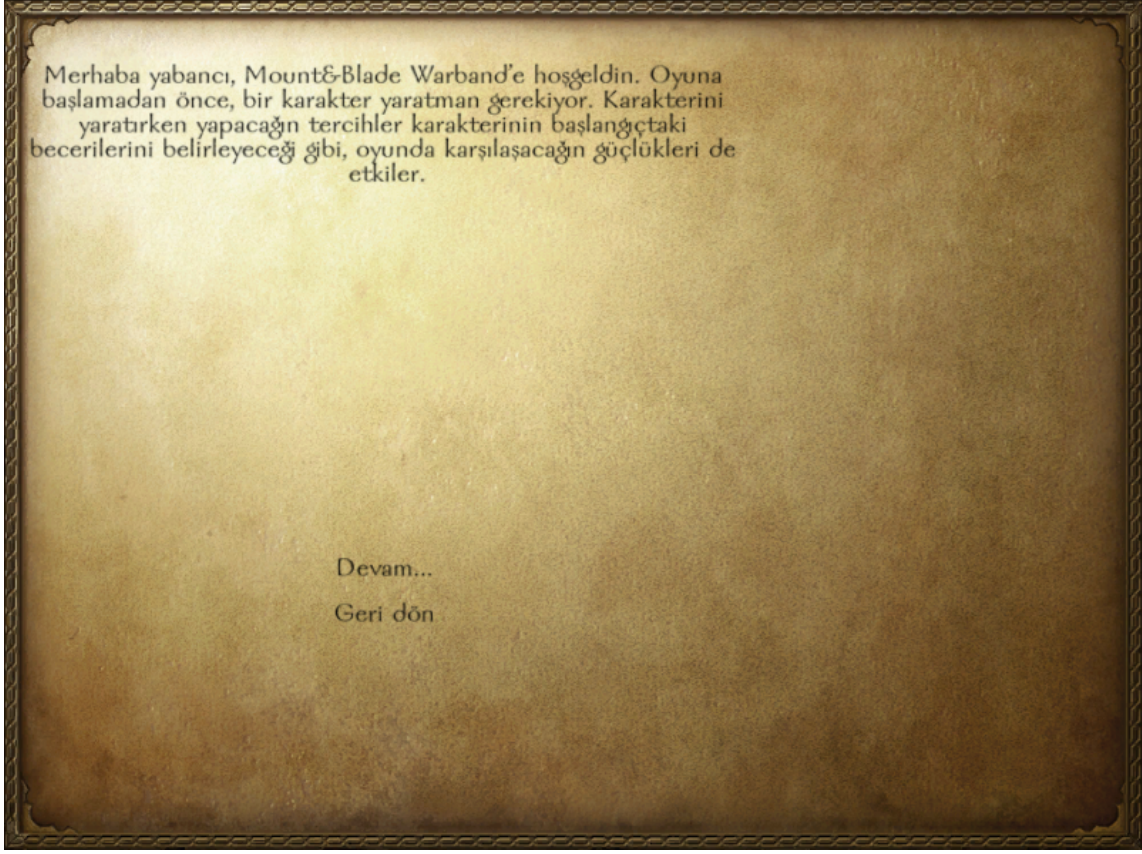 Merhaba yabancı, Mount&Blade Warband'e hoşgeldin. Oyuna
başlamadan önce, bir karakter yaratman gerekiyor. Karakterini
yaratırken yapacağın tercihler karakterinin başlangıçtaki
becerilerini belirleyeceği gibi, oyunda karşılaşacağın güçlükleri de
etkiler.
Devam...
Geri dön